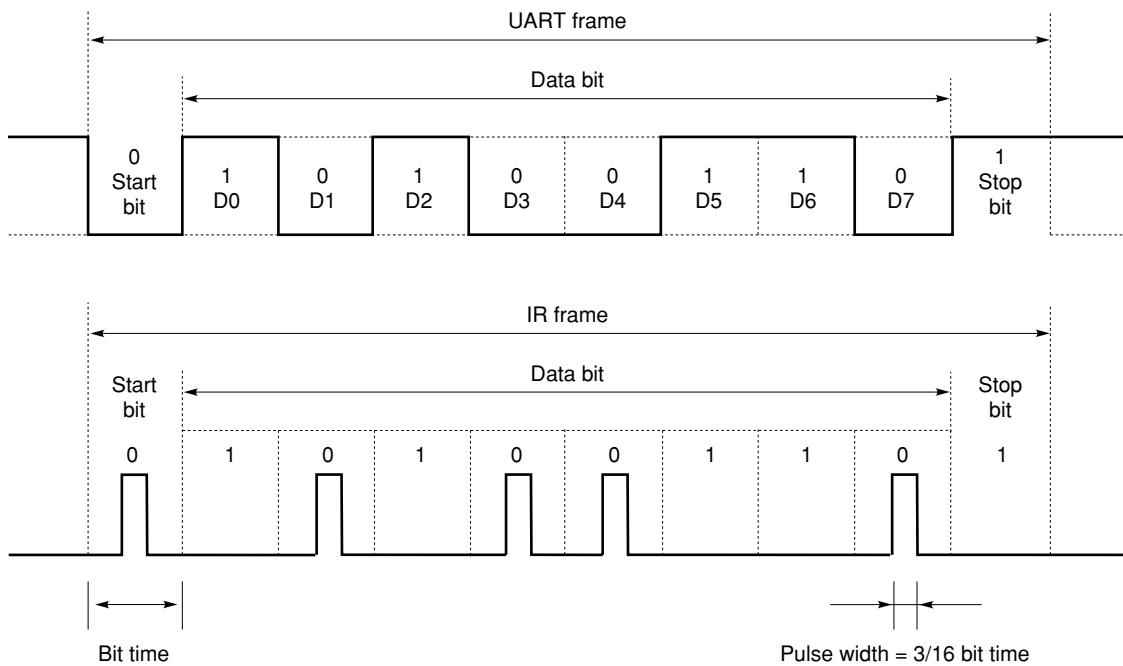 UART frame
Data bit
0
Start
bit
1
D0
0
D1
1
D2
0
D3
0
D4
1
D5
1
D6
0
D7
1
Stop
bit
IR frame
Data bit
Start
bit
Stop
bit
0 1 0 1 0 0 1 1 0 1
Bit time
Pulse width = 3/16 bit time